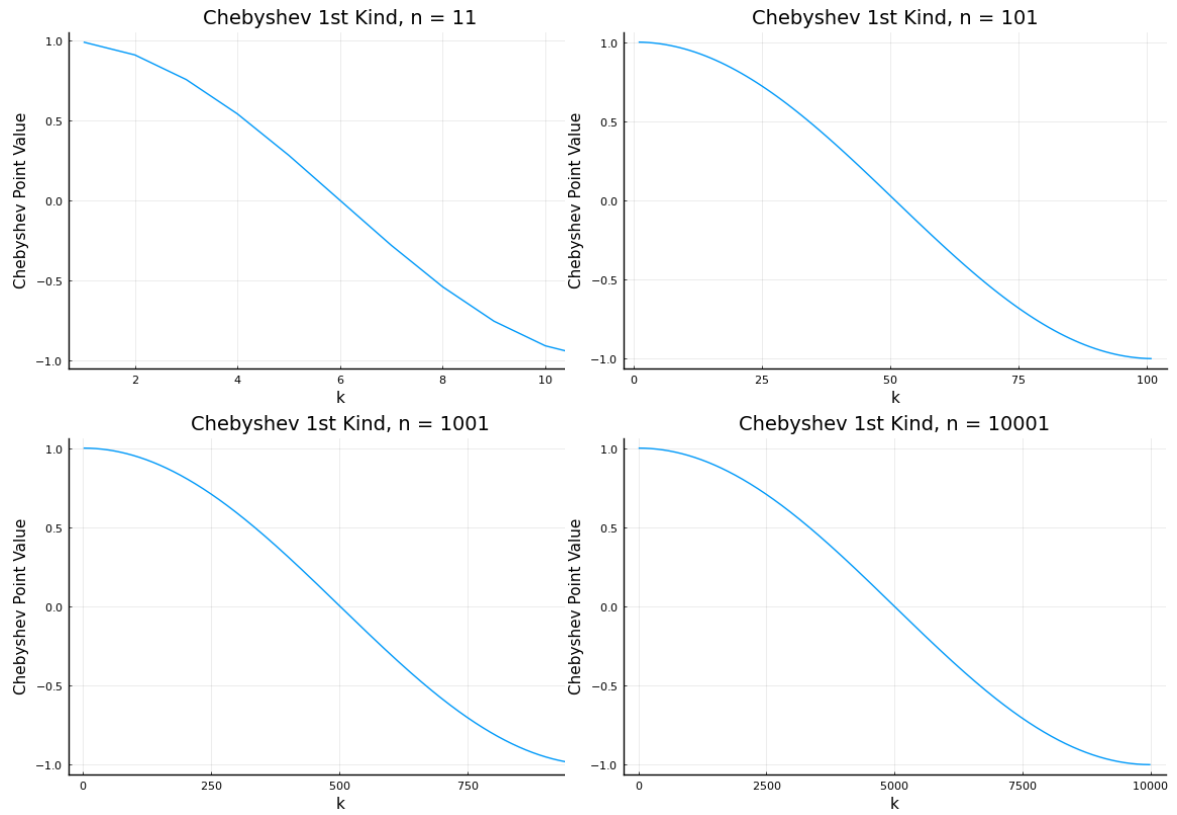 Chebyshev 1st Kind, n = 11
1.0
0.5
0.0
−0.5
−1.0
Chebyshev Point Value
2 4 6 8 10
k
Chebyshev 1st Kind, n = 101
1.0
0.5
0.0
−0.5
−1.0
Chebyshev Point Value
0 25 50 75 100
k
Chebyshev 1st Kind, n = 1001
1.0
0.5
0.0
−0.5
−1.0
Chebyshev Point Value
0 250 500 750
k
Chebyshev 1st Kind, n = 10001
1.0
0.5
0.0
−0.5
−1.0
Chebyshev Point Value
0 2500 5000 7500 10000
k